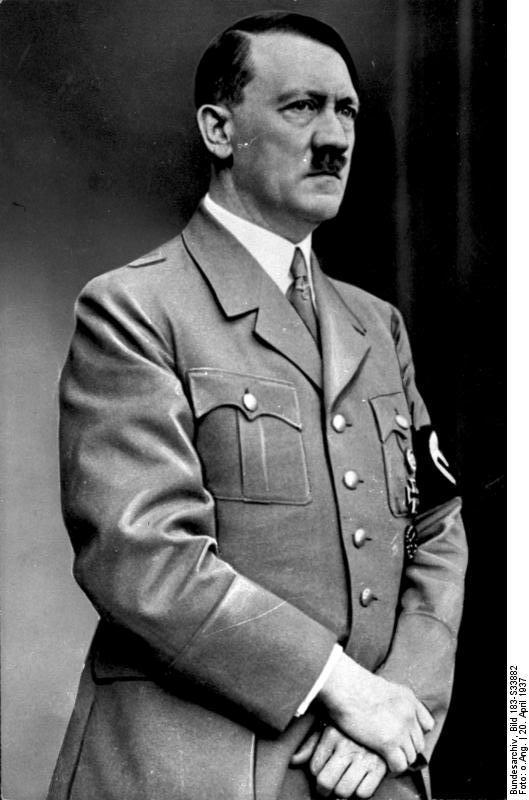 Bundesarchiv, Bild 183-S33882
Foto: o.Ang. | 20. April 1937